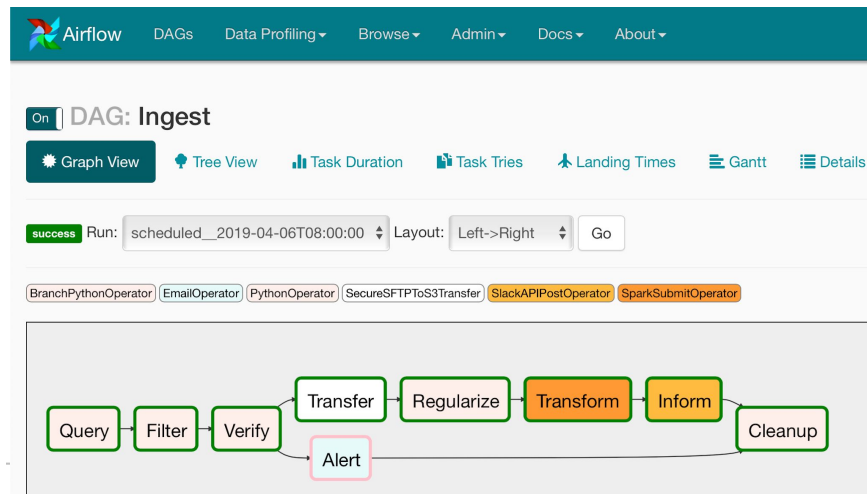 Airflow DAGs Data Profiling Browse Admin Docs About
On DAG: Ingest
Graph View Tree View Task Duration Task Tries Landing Times Gantt Details
success Run: scheduled__2019-04-06T08:00:00 Layout: Left->Right Go
BranchPythonOperator EmailOperator PythonOperator SecureSFTPToS3Transfer SlackAPIPostOperator SparkSubmitOperator
Transfer Regularize Transform Inform
Query Filter Verify Cleanup
Alert